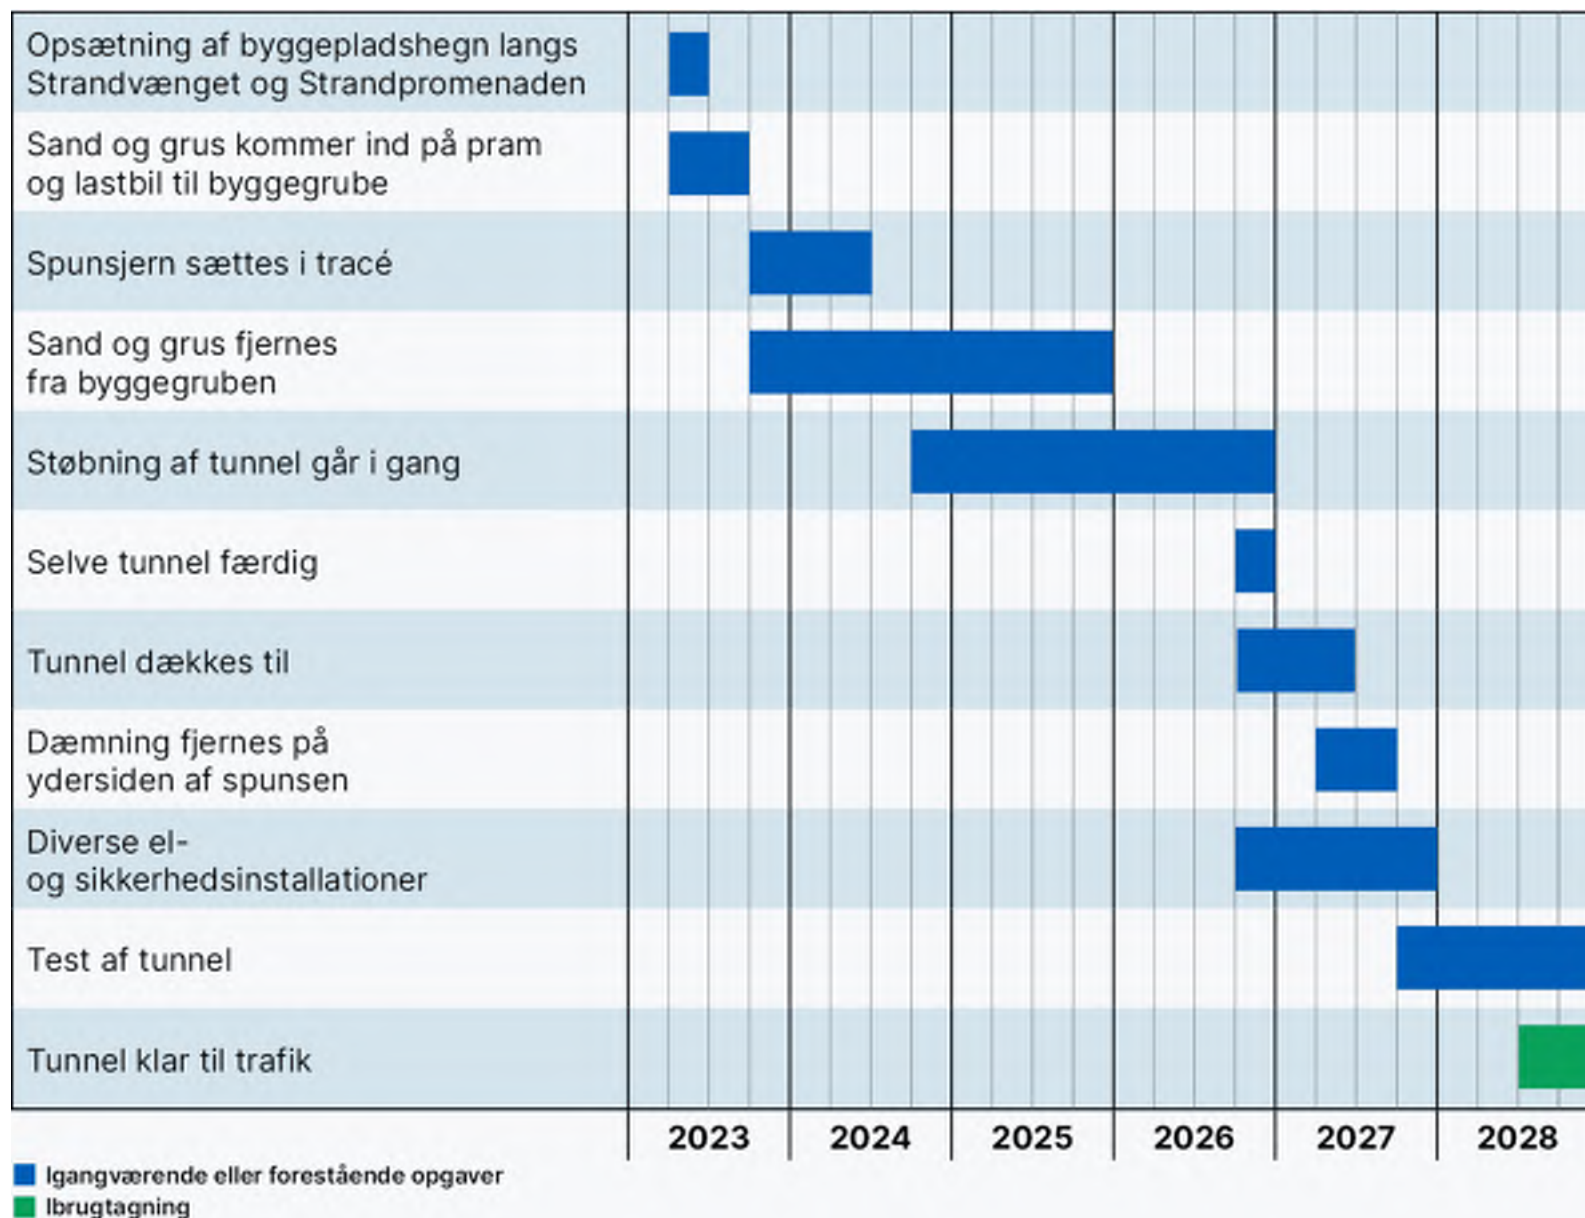 Opsætning af byggepladshegn langs
Strandvænget og Strandpromenaden
Sand og grus kommer ind på pram
og lastbil til byggegrube
Spunsjern sættes i tracé
Sand og grus fjernes
fra byggegruben
Støbning af tunnel går i gang
Selve tunnel færdig
Tunnel dækkes til
Dæmning fjernes på
ydersiden af spunsen
Diverse el-
og sikkerhedsinstallationer
Test af tunnel
Tunnel klar til trafik
2023 2024 2025 2026 2027 2028
Igangværende eller forestående opgaver
Ibrugtagning